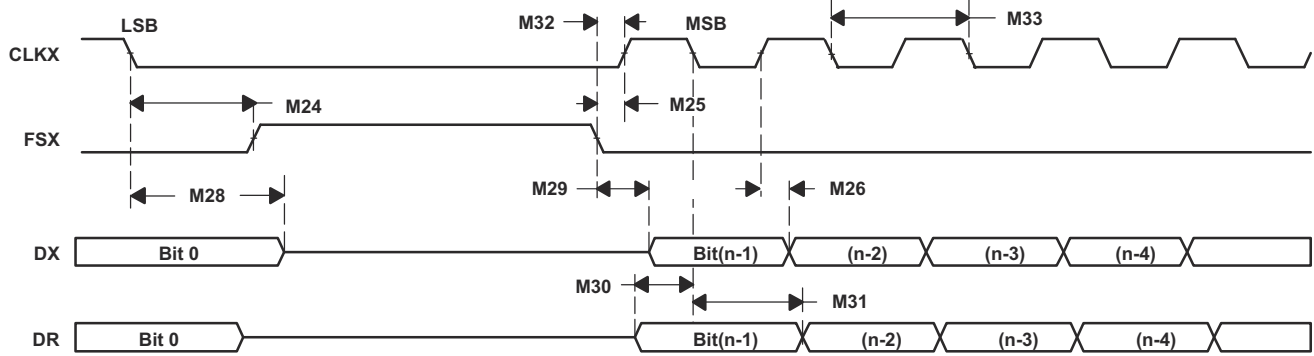 LSB
M32
MSB
M33
CLKX
M24
M25
FSX
M28
M29
M26
DX
Bit 0
Bit(n-1)
(n-2)
(n-3)
(n-4)
M30
M31
DR
Bit 0
Bit(n-1)
(n-2)
(n-3)
(n-4)